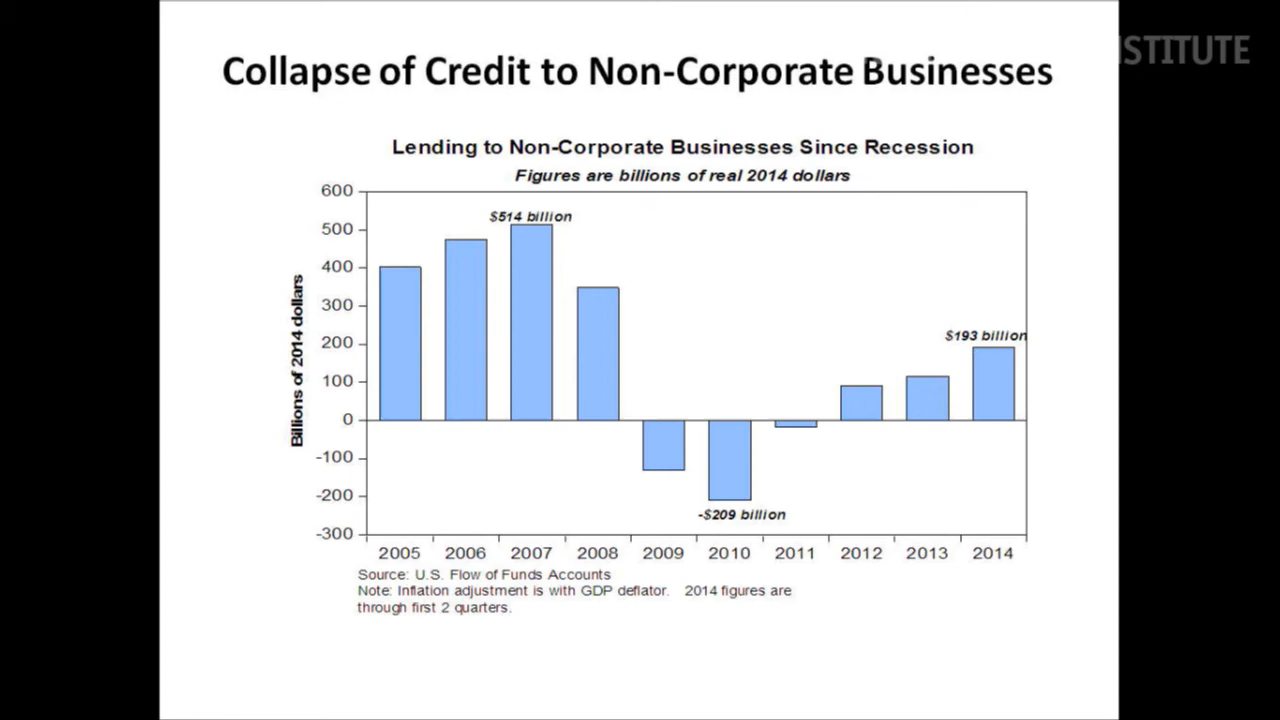 STITUTE
Collapse of Credit to Non-Corporate Businesses
Lending to Non-Corporate Businesses Since Recession
Figures are billions of real 2014 dollars
Billions of 2014 dollars
600
500
400
300
200
100
0
-100
-200
-300
$514 billion
$193 billion
-$209 billion
2005 2006 2007 2008 2009 2010 2011 2012 2013 2014
Source: U.S. Flow of Funds Accounts
Note: Inflation adjustment is with GDP deflator. 2014 figures are
through first 2 quarters.